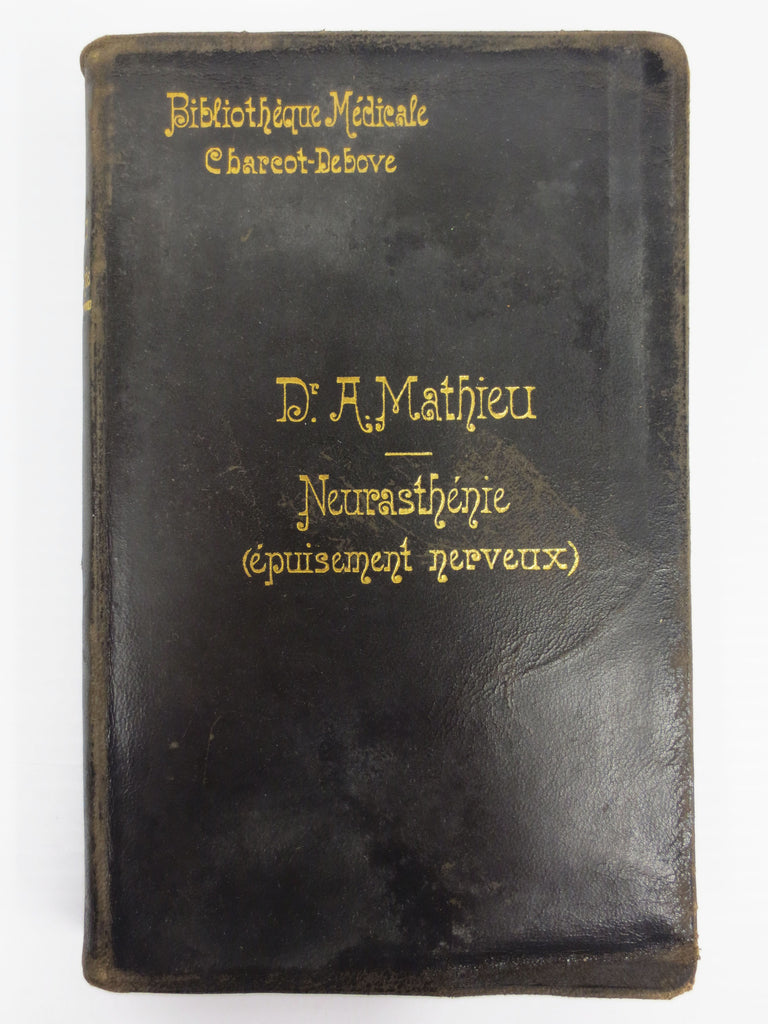 Bibliothèque Médicale
Charcot-Debove
Dr. A. Mathieu
Neurasthénie
(épuisement nerveux)